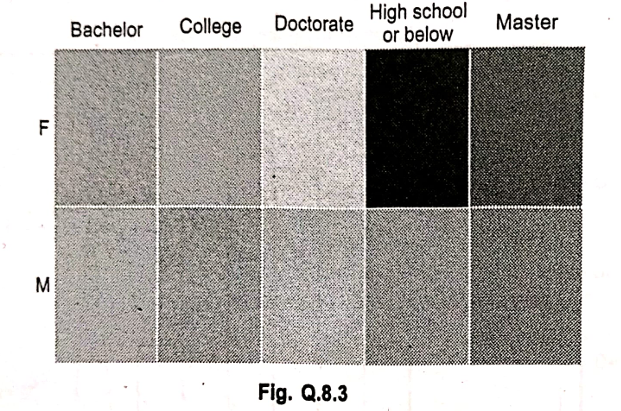 Bachelor College Doctorate High school or below Master
F
M
Fig. Q.8.3